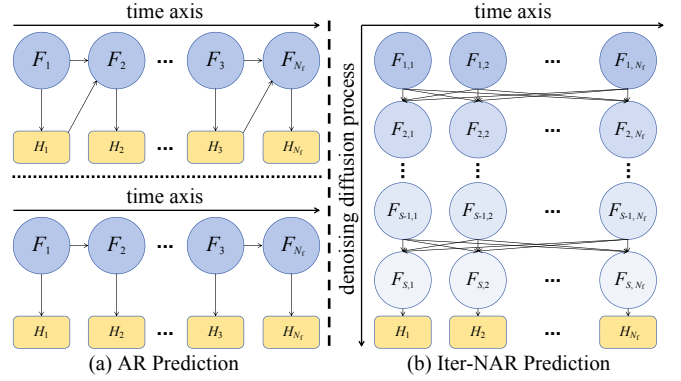 time axis
F1 F2 ... F3 FNf
H1 H2 ... H3 HNf
time axis
F1 F2 ... F3 FNf
H1 H2 ... H3 HNf
(a) AR Prediction
denoising diffusion process
time axis
F1,1 F1,2 ... F1,Nf
F2,1 F2,2 ... F2,Nf
FS-1,1 FS-1,2 ... FS-1,Nf
FS,1 FS,2 ... FS,Nf
H1 H2 ... HNf
(b) Iter-NAR Prediction